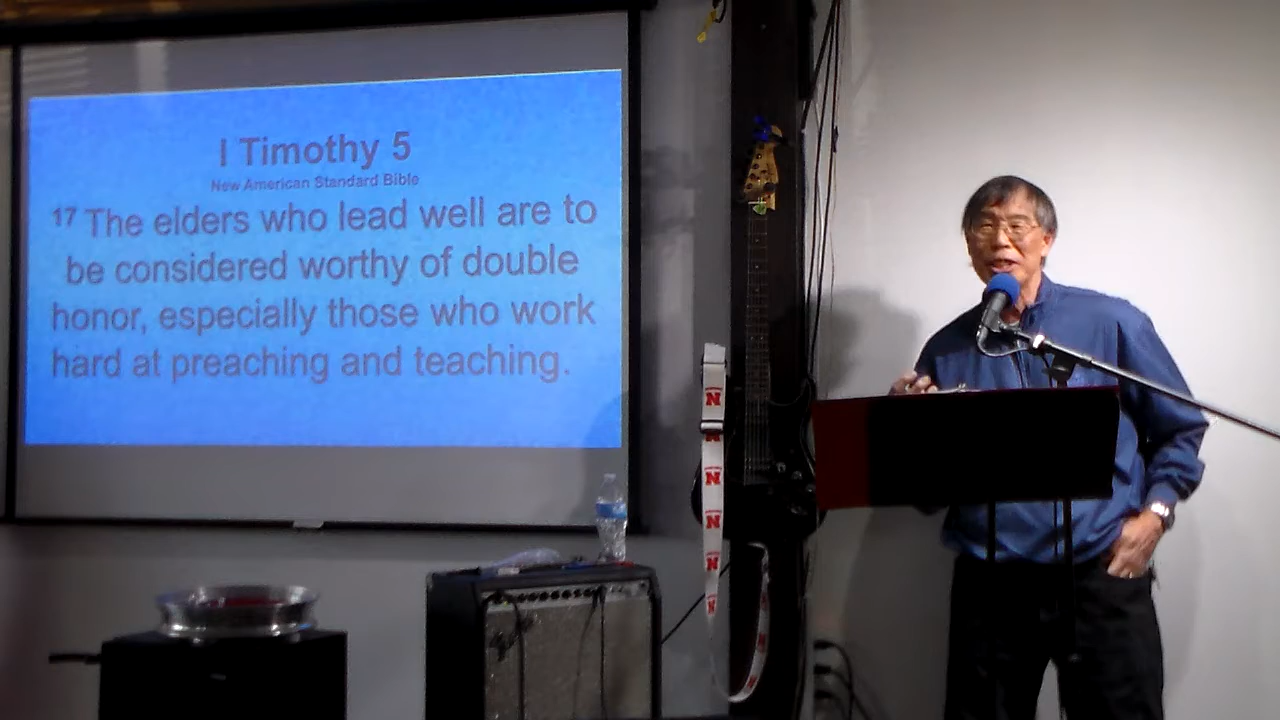 I Timothy 5
New American Standard Bible
17 The elders who lead well are to
be considered worthy of double
honor, especially those who work
hard at preaching and teaching.
N
N
N
N
N